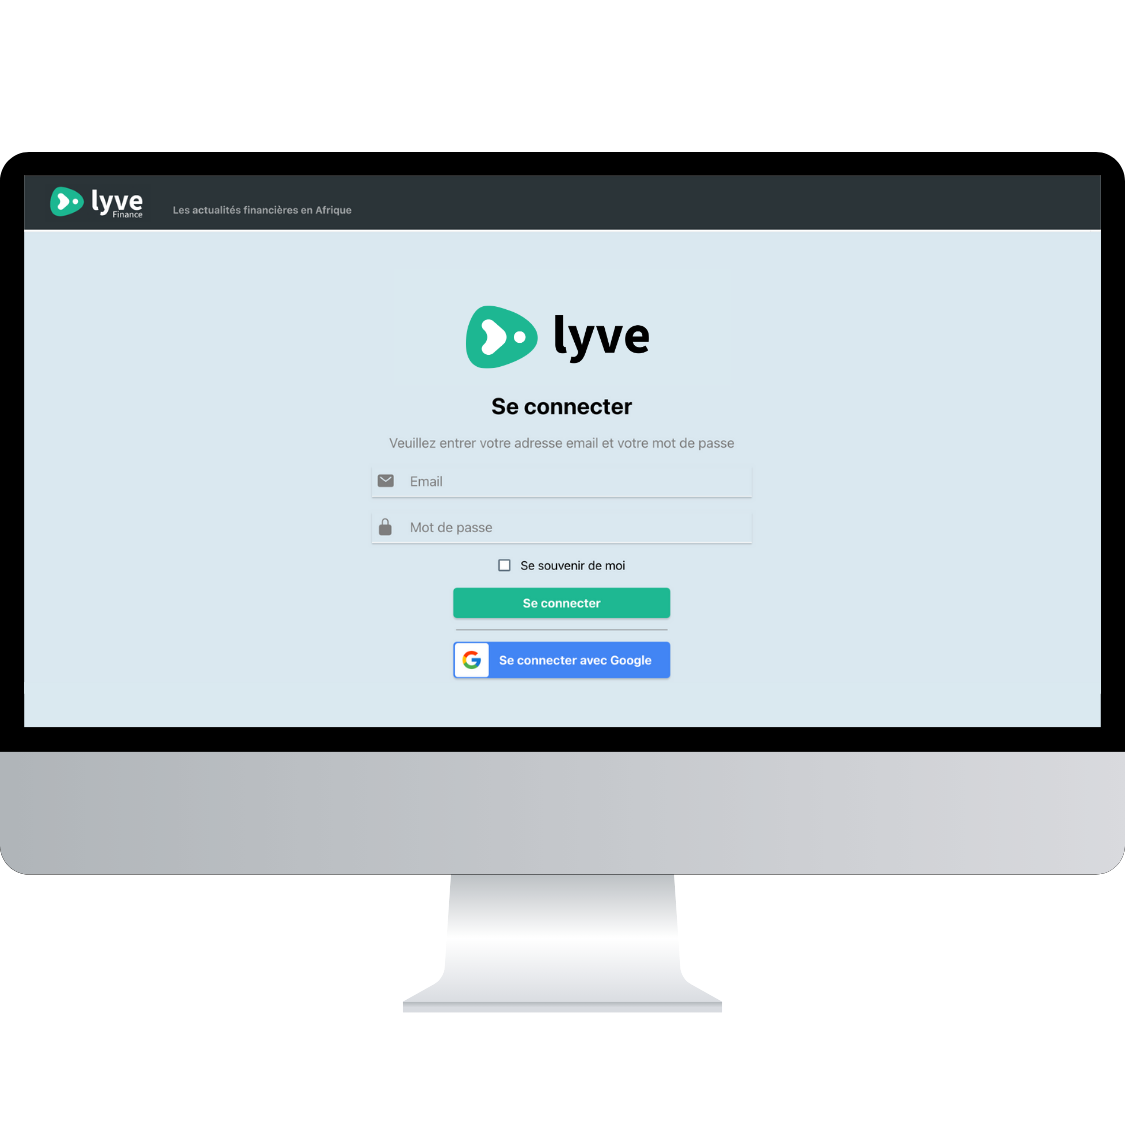 lyve
Finance
Les actualités financières en Afrique
lyve
Se connecter
Veuillez entrer votre adresse email et votre mot de passe
Email
Mot de passe
Se souvenir de moi
Se connecter
Se connecter avec Google